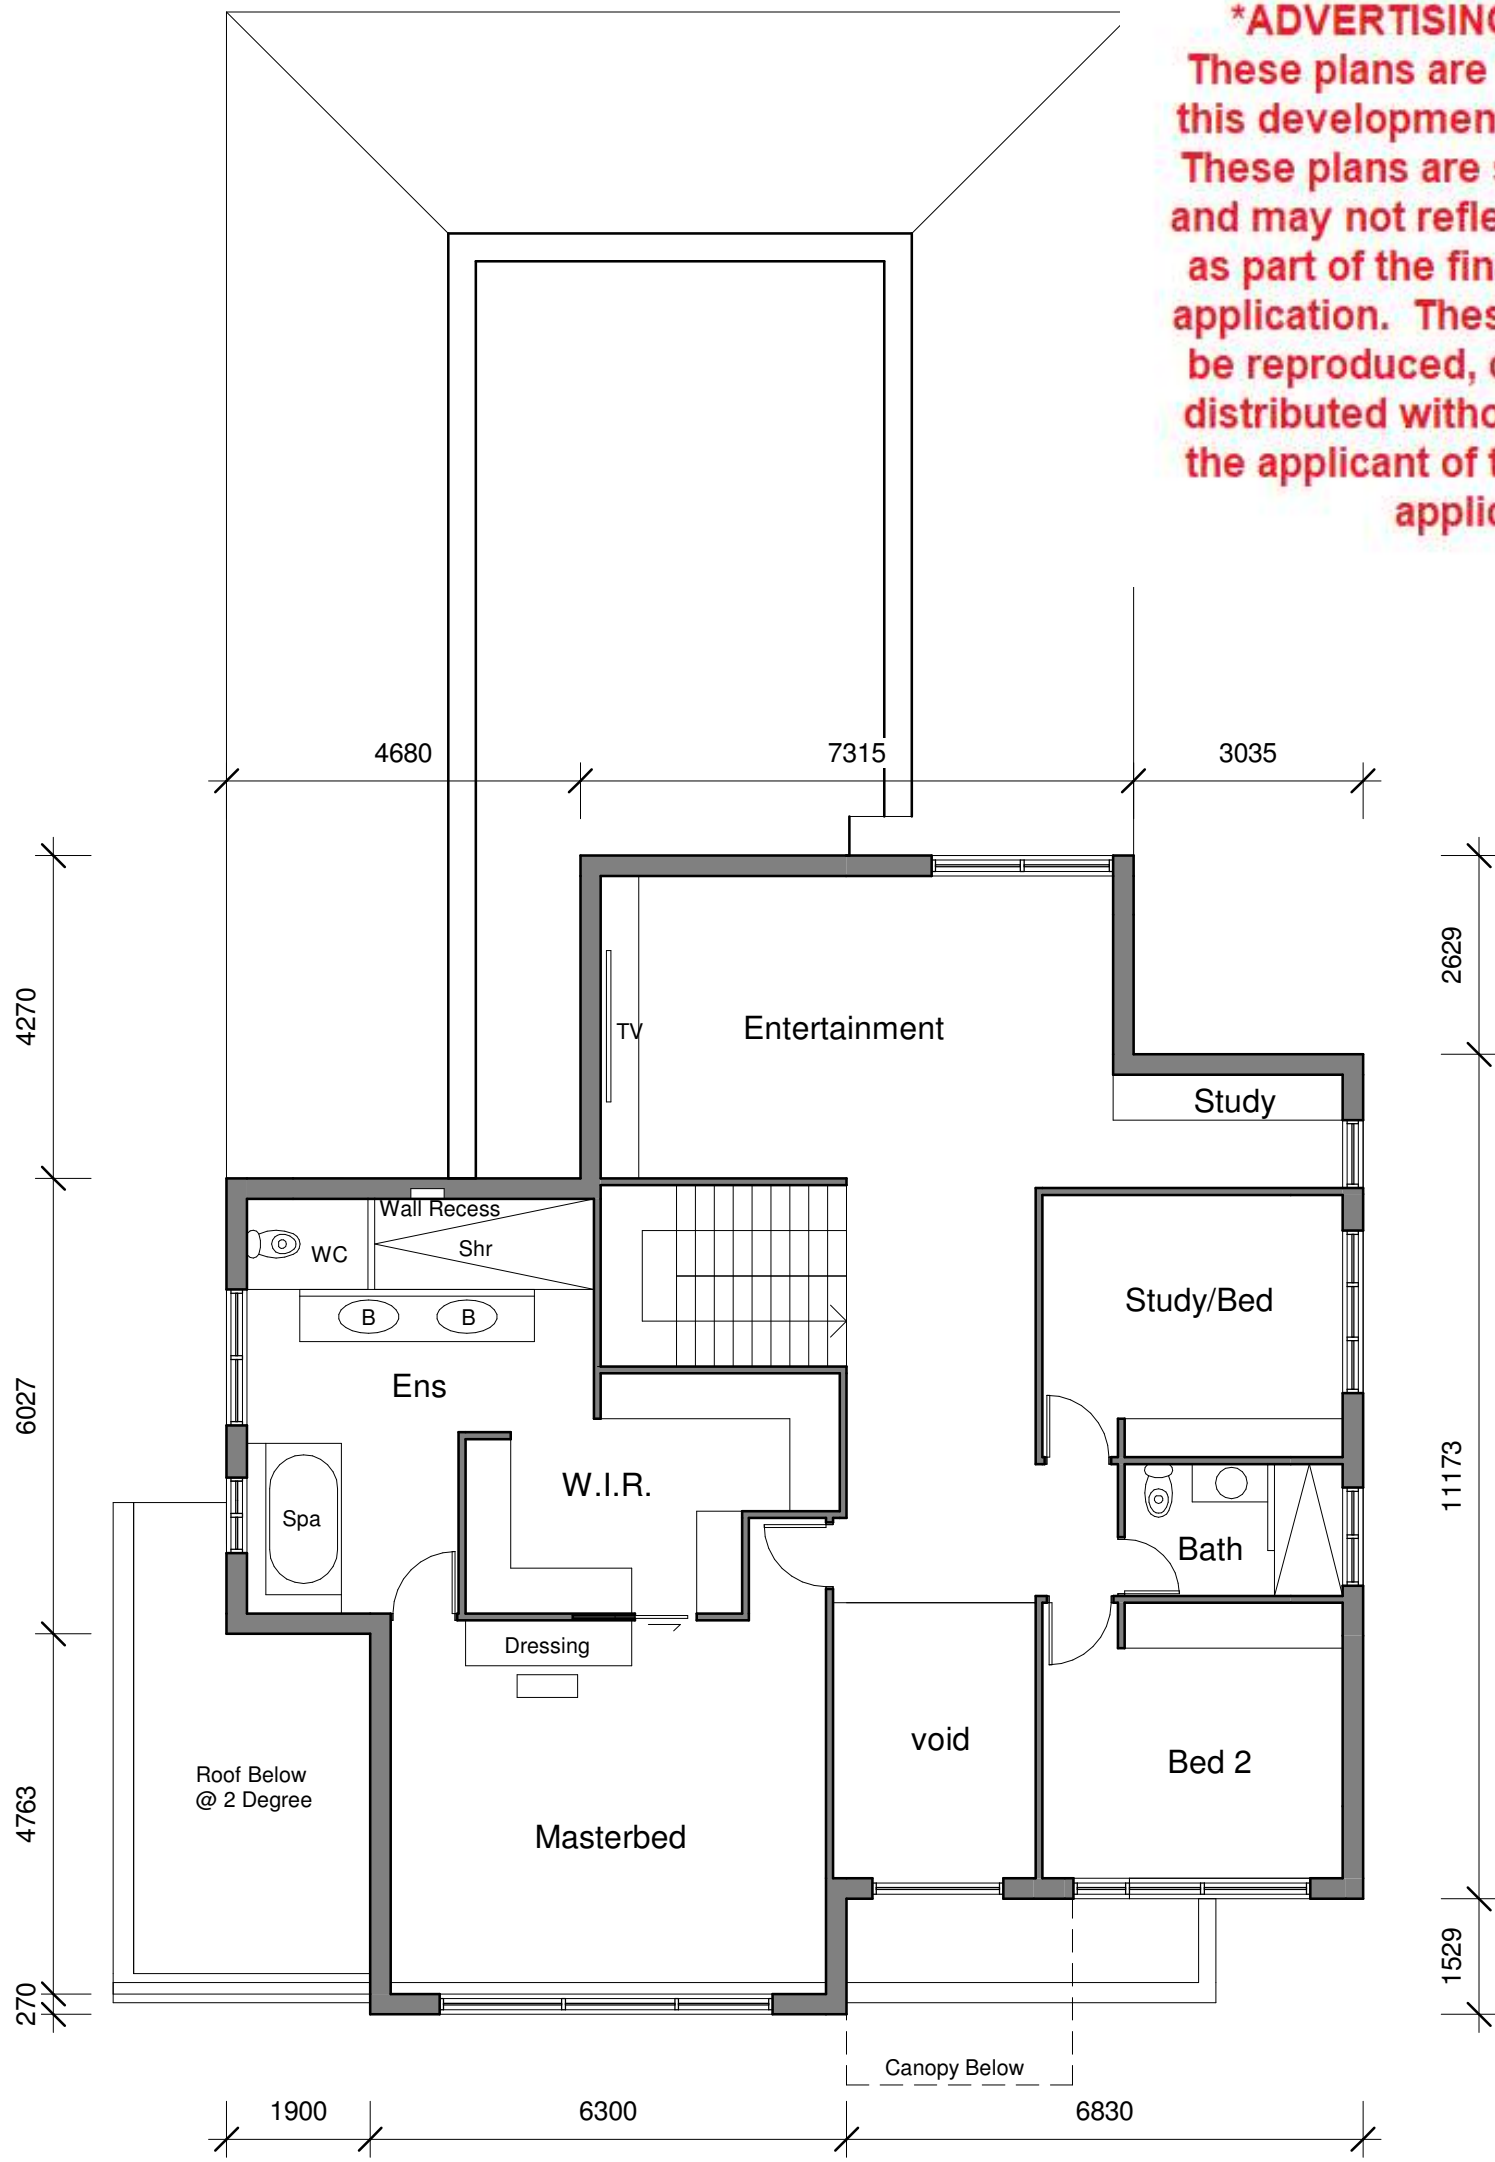 *ADVERTISING
These plans are
this developmen
These plans are
and may not refle
as part of the fin
application. Thes
be reproduced,
distributed witho
the applicant of
applic
4680
7315
3035
4270
2629
TV
Entertainment
Study
Wall Recess
WC
Shr
B
B
Study/Bed
Ens
6027
W.I.R.
11173
Spa
Bath
Dressing
void
Bed 2
Roof Below
@ 2 Degree
4763
Masterbed
1529
270
Canopy Below
1900
6300
6830